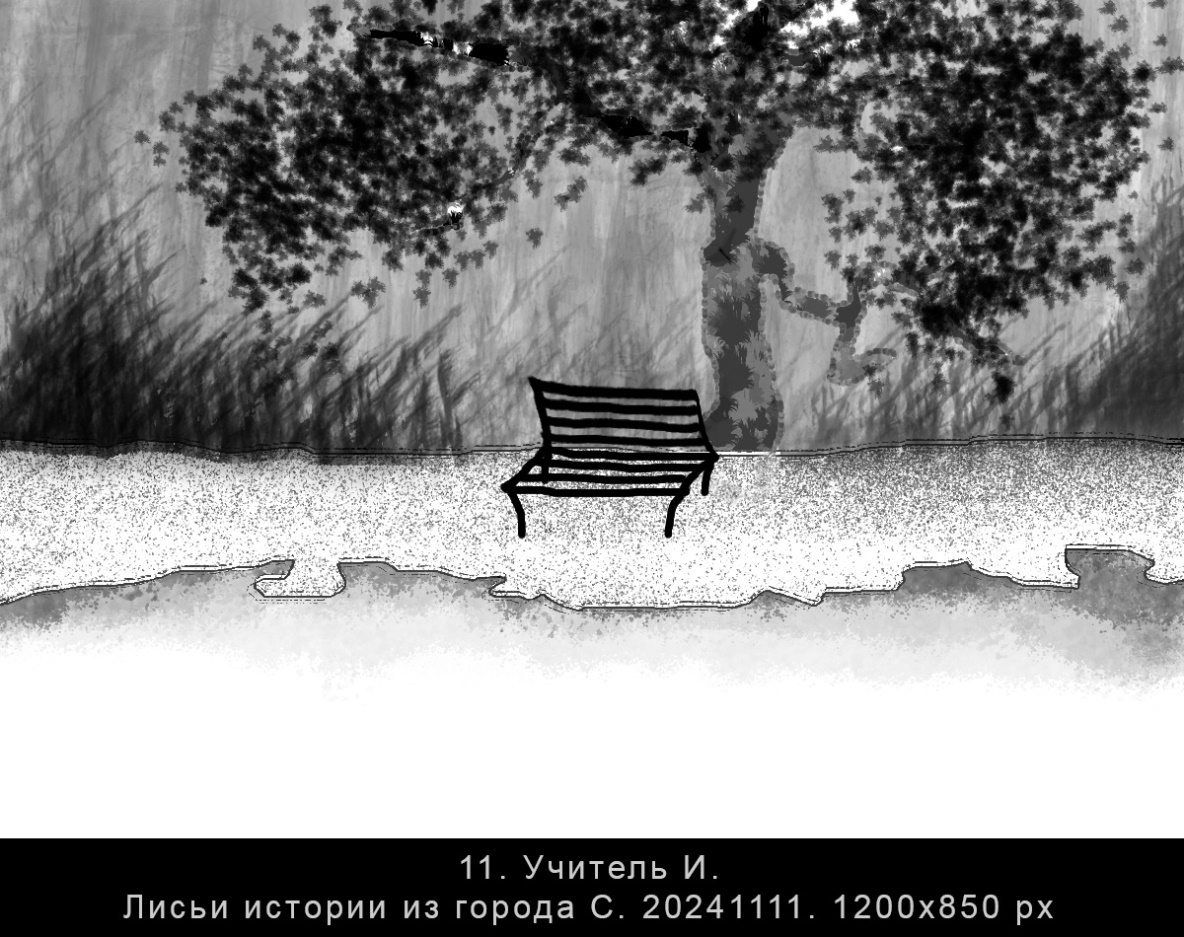 11. Учитель И.
Лисьи истории из города С. 20241111. 1200x850 px